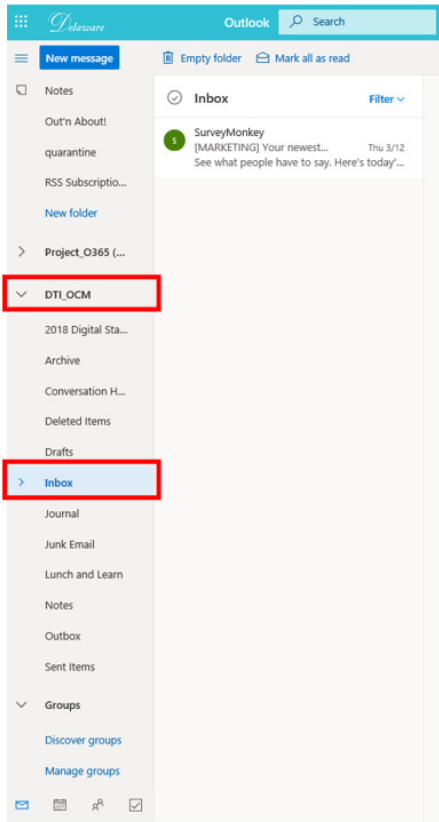 Delaware
Outlook
Search
New message
Empty folder
Mark all as read
Notes
Out'n About!
quarantine
RSS Subscriptio...
New folder
Project_O365 (...
DTI_OCM
2018 Digital Sta...
Archive
Conversation H...
Deleted Items
Drafts
Inbox
Journal
Junk Email
Lunch and Learn
Notes
Outbox
Sent Items
Groups
Discover groups
Manage groups
Inbox
Filter
S
SurveyMonkey
[MARKETING] Your newest... Thu 3/12
See what people have to say. Here's today'...